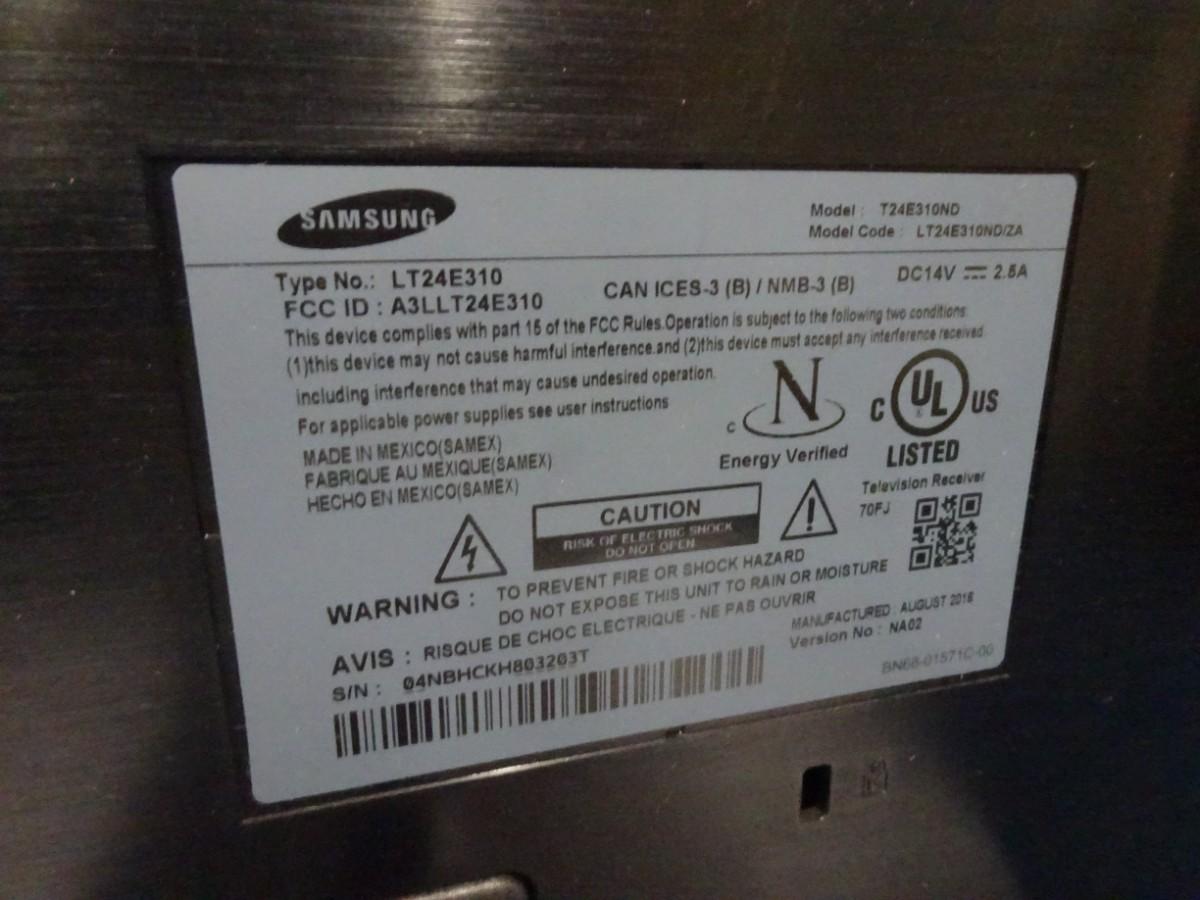 SAMSUNG
Model : T24E310ND
Model Code : LT24E310ND/ZA
Type No.: LT24E310
FCC ID : A3LLT24E310
CAN ICES-3 (B) / NMB-3 (B)
DC14V ⎓ 2.5A
This device complies with part 15 of the FCC Rules.Operation is subject to the following two conditions:
(1)this device may not cause harmful interference.and (2)this device must accept any interference received
including interference that may cause undesired operation.
For applicable power supplies see user instructions
MADE IN MEXICO(SAMEX)
FABRIQUE AU MEXIQUE(SAMEX)
HECHO EN MEXICO(SAMEX)
C N
Energy Verified
C UL ® US
LISTED
Television Receiver
70FJ
CAUTION
RISK OF ELECTRIC SHOCK
DO NOT OPEN
WARNING : TO PREVENT FIRE OR SHOCK HAZARD
DO NOT EXPOSE THIS UNIT TO RAIN OR MOISTURE
AVIS : RISQUE DE CHOC ELECTRIQUE - NE PAS OUVRIR
S/N : 04NBHCKH803203T
MANUFACTURED : AUGUST
Version No : NA02
BN68-01571C-00